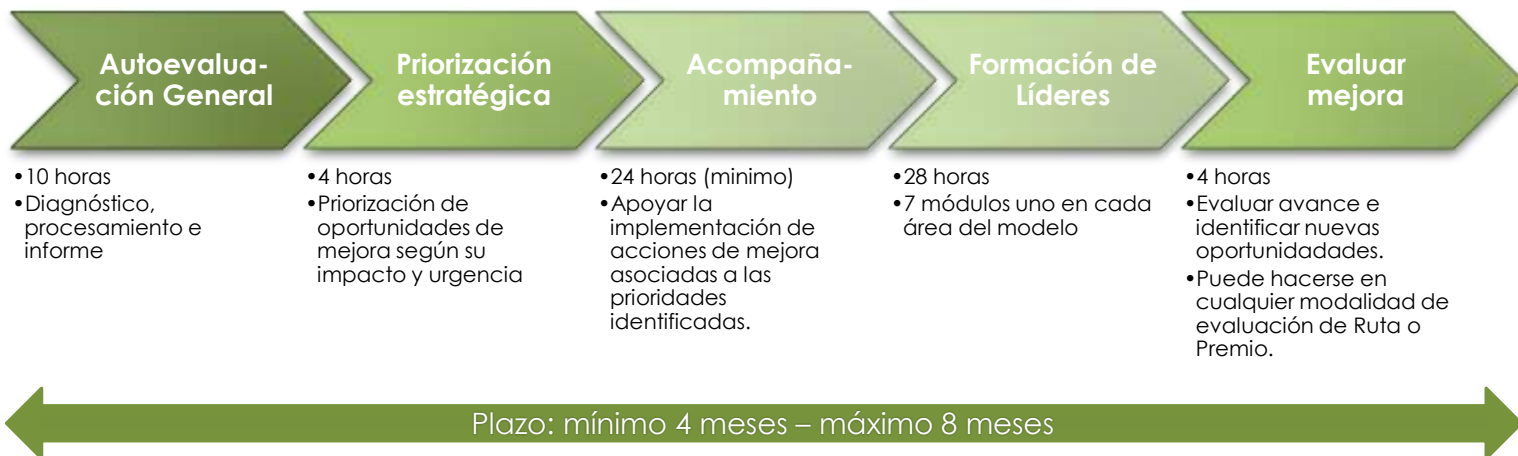 Autoevalua-
ción General
Priorización
estratégica
Acompaña-
miento
Formación de
Líderes
Evaluar
mejora
•10 horas
•Diagnóstico,
procesamiento e
informe
•4 horas
•Priorización de
oportunidades de
mejora según su
impacto y urgencia
•24 horas (minimo)
•Apoyar la
implementación de
acciones de mejora
asociadas a las
prioridades
identificadas.
•28 horas
•7 módulos uno en cada
área del modelo
•4 horas
•Evaluar avance e
identificar nuevas
oportunidadades.
•Puede hacerse en
cualquier modalidad de
evaluación de Ruta o
Premio.
Plazo: mínimo 4 meses – máximo 8 meses